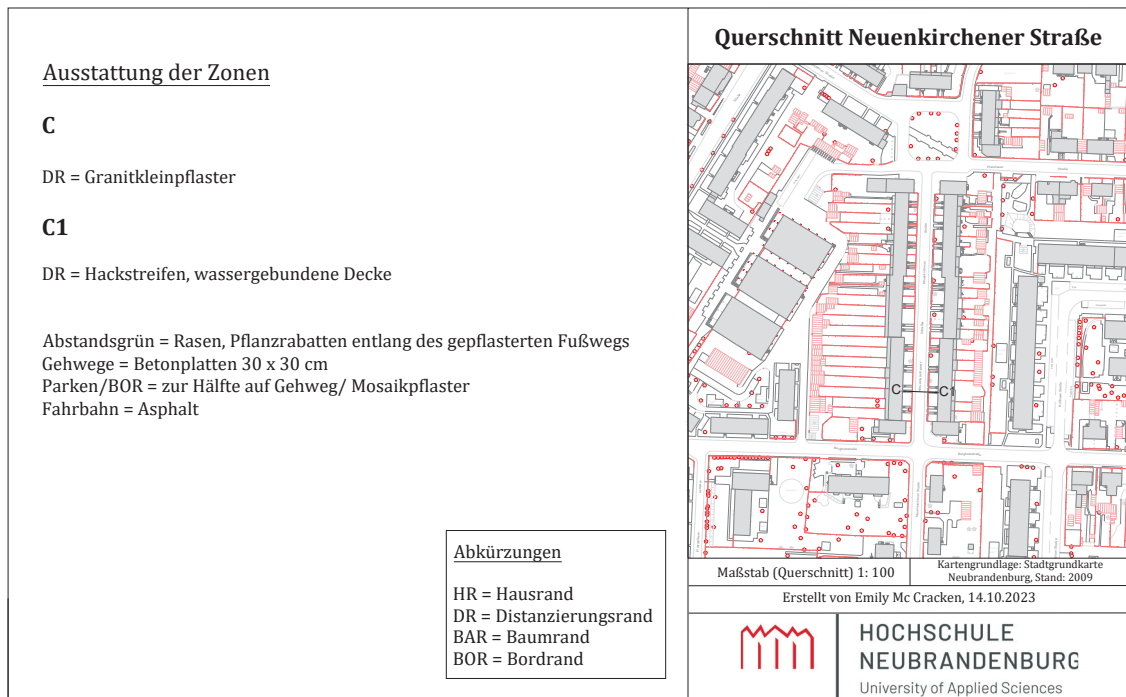 Ausstattung der Zonen
C
DR = Granitkleinpflaster
C1
DR = Hackstreifen, wassergebundene Decke
Abstandsgrün = Rasen, Pflanzrabatten entlang des gepflasterten Fußwegs
Gehwege = Betonplatten 30 x 30 cm
Parken/BOR = zur Hälfte auf Gehweg/ Mosaikpflaster
Fahrbahn = Asphalt
Abkürzungen
HR = Hausrand
DR = Distanzierungsrand
BAR = Baumrand
BOR = Bordrand
Querschnitt Neuenkirchener Straße
C C1
Maßstab (Querschnitt) 1: 100
Kartengrundlage: Stadtgrundkarte
Neubrandenburg, Stand: 2009
Erstellt von Emily Mc Cracken, 14.10.2023
HOCHSCHULE
NEUBRANDENBURG
University of Applied Sciences